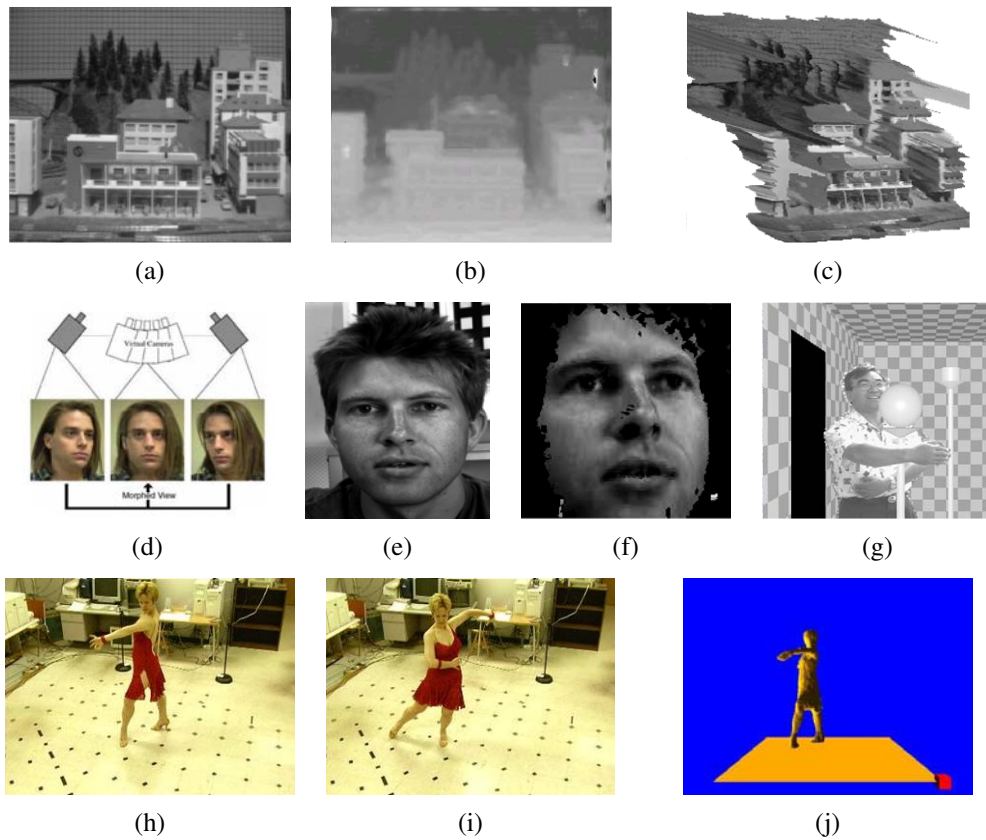 (a)
(b)
(c)
Virtual Cameras
Morphed View
(d)
(e)
(f)
(g)
(h)
(i)
(j)